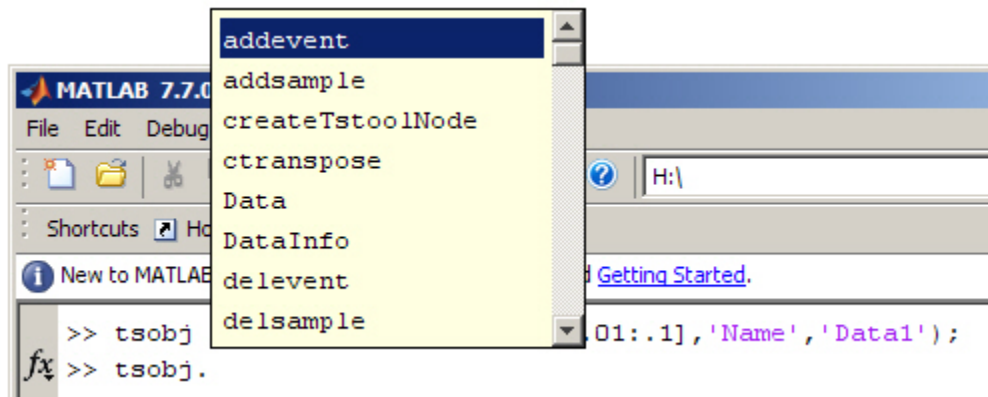 addevent
addsample
createTstoolNode
ctranspose
Data
DataInfo
delevent
delsample
MATLAB 7.7.0
File Edit Debug
H:\
Shortcuts
New to MATLAB Getting Started.
>> tsobj .01:.1],'Name','Data1');
fx >> tsobj.